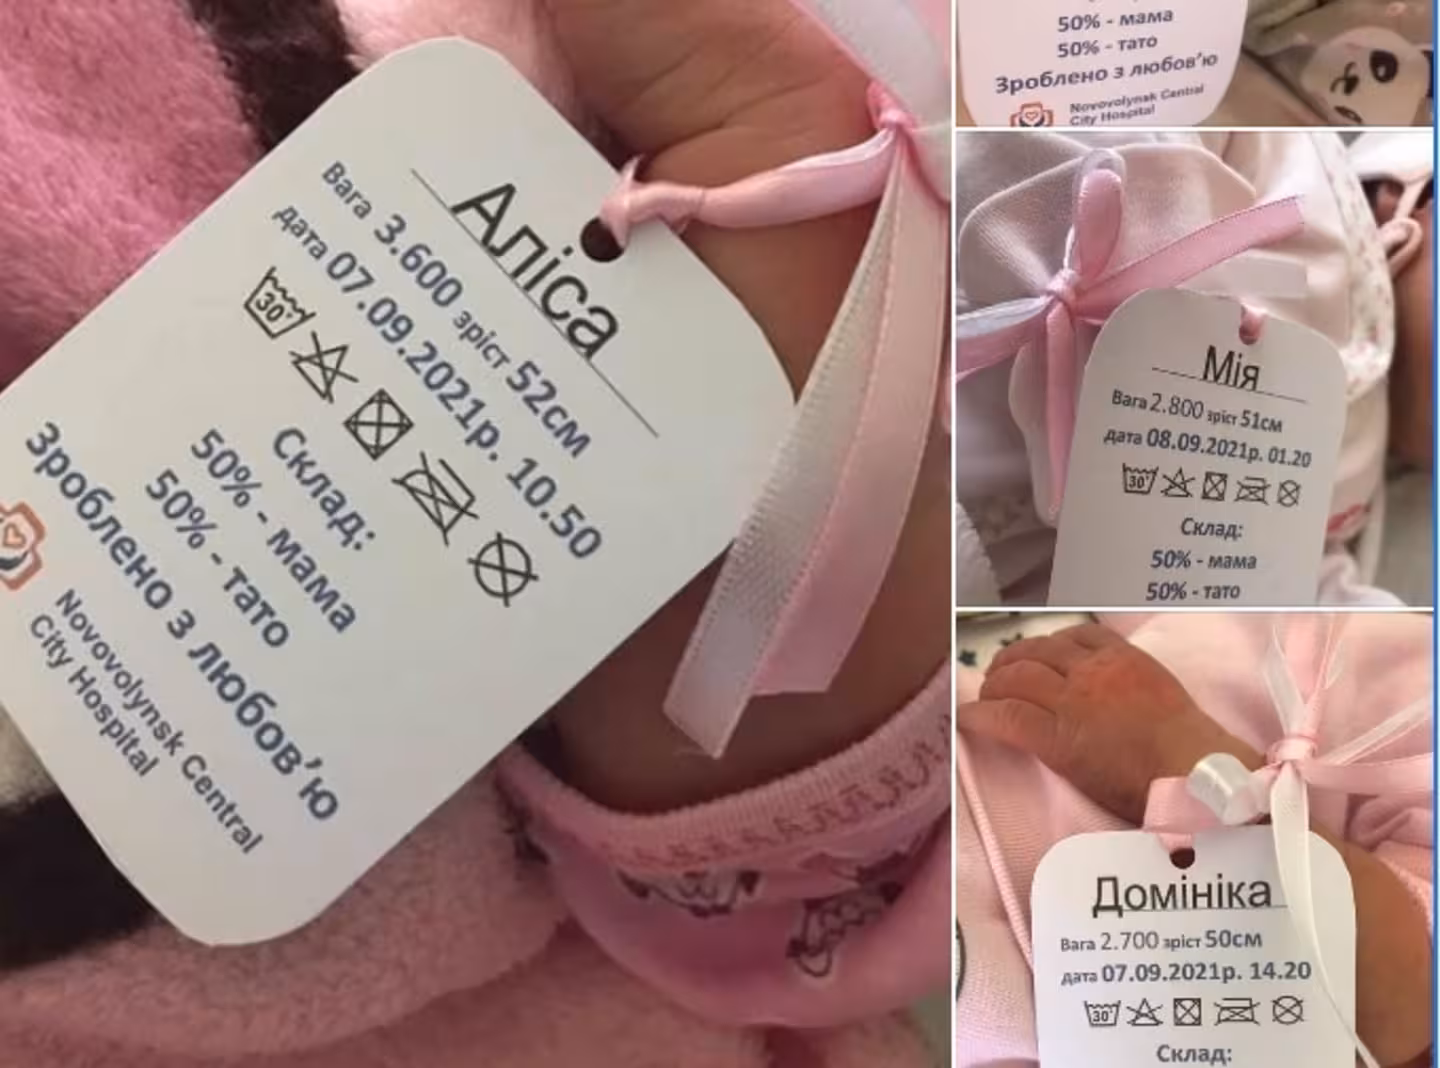 Аліса
Вага 3.600 зріст 52см
дата 07.09.2021р. 10.50
30°
Склад:
50% - мама
50% - тато
Зроблено з любов’ю
Novovolynsk Central
City Hospital
50% - мама
50% - тато
Зроблено з любов’ю
Novovolynsk Central
City Hospital
Мія
Вага 2.800 зріст 51см
дата 08.09.2021р. 01.20
30°
Склад:
50% - мама
50% - тато
Домініка
Вага 2.700 зріст 50см
дата 07.09.2021р. 14.20
30°
Склад: